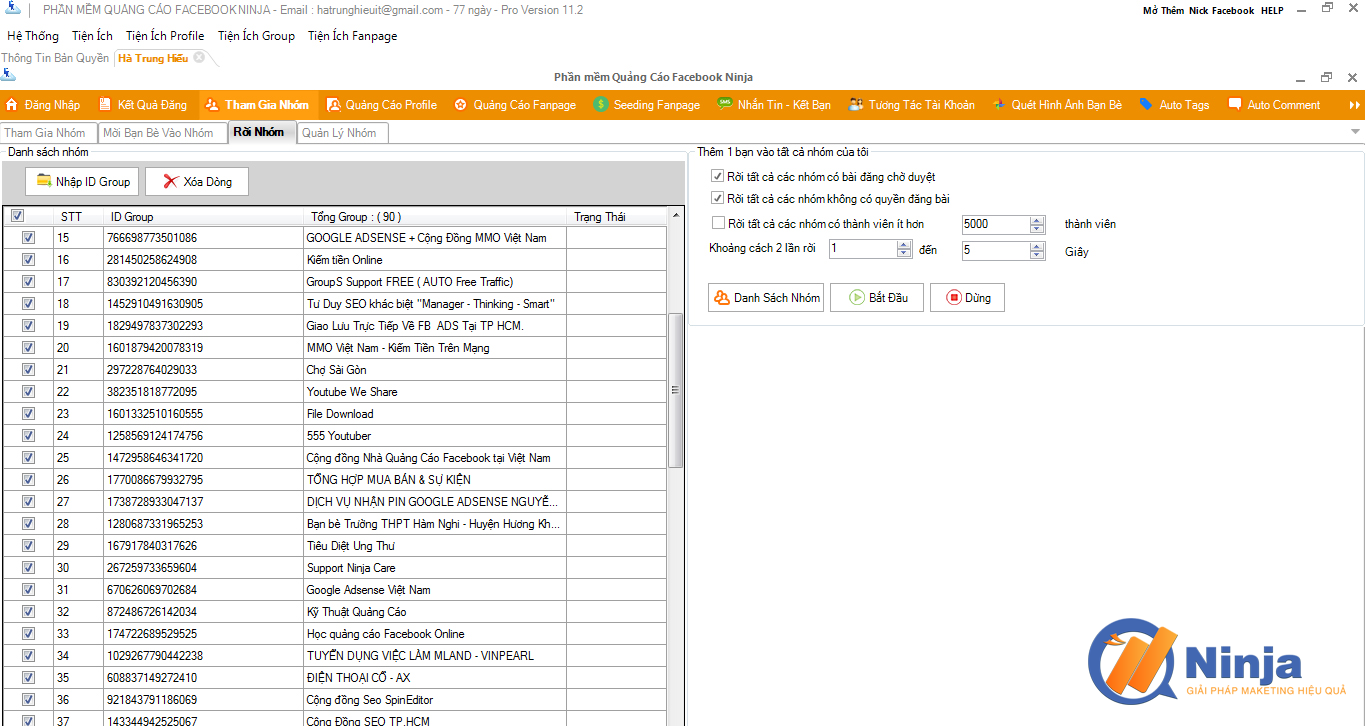 PHẦN MỀM QUẢNG CÁO FACEBOOK NINJA - Email : hatrunghieuit@gmail.com - 77 ngày - Pro Version 11.2
Mở Thêm Nick Facebook HELP
Hệ Thống Tiện Ích Tiện Ích Profile Tiện Ích Group Tiện Ích Fanpage
Thông Tin Bản Quyền Hà Trung Hiếu
Phần mềm Quảng Cáo Facebook Ninja
Đăng Nhập Kết Quả Đăng Tham Gia Nhóm Quảng Cáo Profile Quảng Cáo Fanpage Seeding Fanpage Nhắn Tin - Kết Bạn Tương Tác Tài Khoản Quét Hình Ảnh Bạn Bè Auto Tags Auto Comment
Tham Gia Nhóm Mời Bạn Bè Vào Nhóm Rời Nhóm Quản Lý Nhóm
Danh sách nhóm
Nhập ID Group Xóa Dòng
STT ID Group Tổng Group : ( 90 ) Trạng Thái
15 766698773501086 GOOGLE ADSENSE + Cộng Đồng MMO Việt Nam
16 281450258624908 Kiếm tiền Online
17 830392120456390 GroupS Support FREE ( AUTO Free Traffic)
18 1452910491630905 Tư Duy SEO khác biệt "Manager - Thinking - Smart"
19 1829497837302293 Giao Lưu Trực Tiếp Về FB ADS Tại TP HCM.
20 1601879420078319 MMO Việt Nam - Kiếm Tiền Trên Mạng
21 297228764029033 Chợ Sài Gòn
22 382351818772095 Youtube We Share
23 1601332510160555 File Download
24 1258569124174756 555 Youtuber
25 1472958646341720 Cộng đồng Nhà Quảng Cáo Facebook tại Việt Nam
26 1770086679932795 TỔNG HỢP MUA BÁN & SỰ KIỆN
27 1738728933047137 DỊCH VỤ NHẬN PIN GOOGLE ADSENSE NGUYỄ...
28 1280687331965253 Bạn bè Trường THPT Hàm Nghi - Huyện Hương Kh...
29 167917840317626 Tiêu Diệt Ung Thư
30 267259733659604 Support Ninja Care
31 670626069702684 Google Adsense Việt Nam
32 872486726142034 Kỹ Thuật Quảng Cáo
33 174722689529525 Học quảng cáo Facebook Online
34 1029267790442238 TUYỂN DỤNG VIỆC LÀM MLAND - VINPEARL
35 608837149272410 ĐIỆN THOẠI CỔ - AX
36 921843791186069 Cộng đồng Seo SpinEditor
37 143344942525067 Cộng Đồng SEO TP.HCM
Thêm 1 bạn vào tất cả nhóm của tôi
Rời tất cả các nhóm có bài đăng chờ duyệt
Rời tất cả các nhóm không có quyền đăng bài
Rời tất cả các nhóm có thành viên ít hơn 5000 thành viên
Khoảng cách 2 lần rời 1 đến 5 Giây
Danh Sách Nhóm Bắt Đầu Dừng
Ninja
GIẢI PHÁP MAKETING HIỆU QUẢ